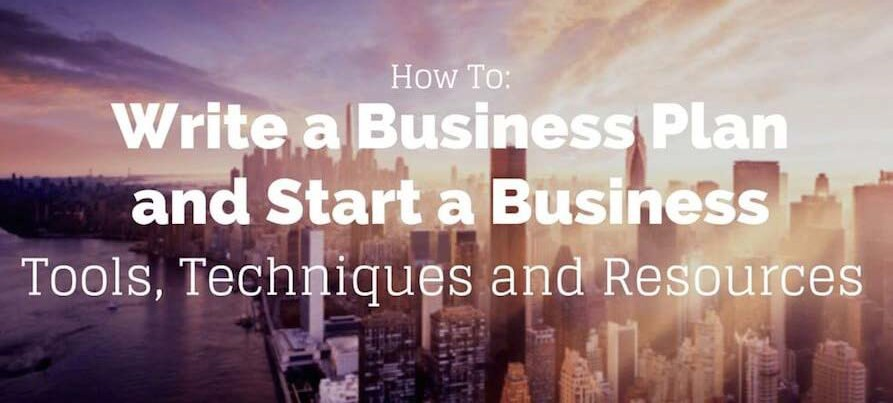 How To:
Write a Business Plan
and Start a Business
Tools, Techniques and Resources